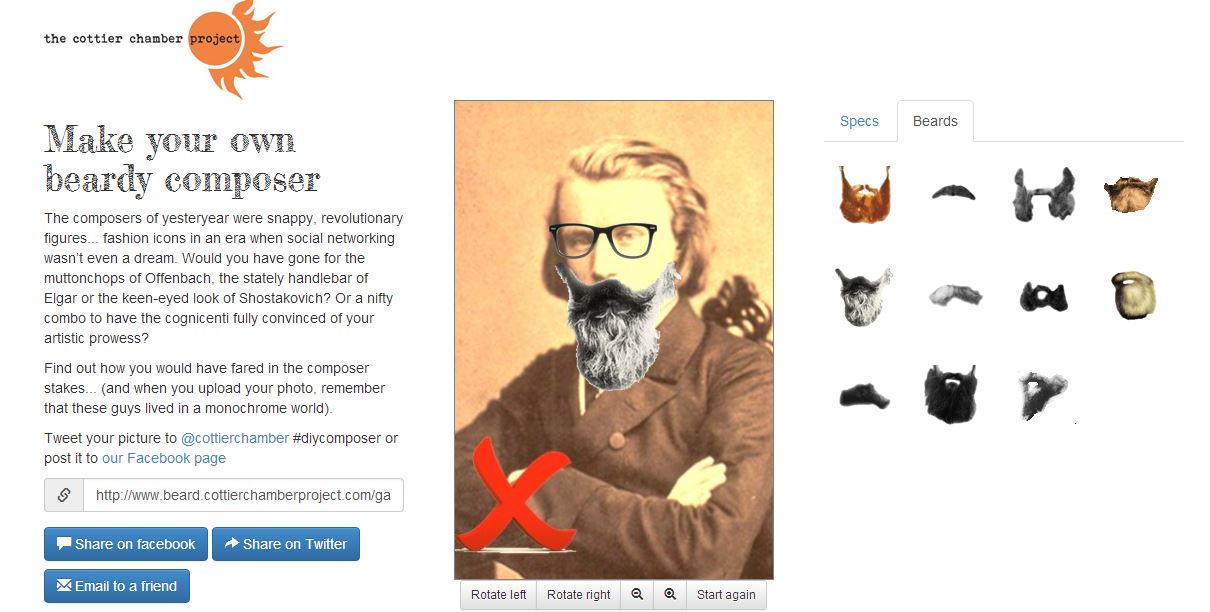 the cottier chamber project
Make your own
beardy composer
The composers of yesteryear were snappy, revolutionary
figures... fashion icons in an era when social networking
wasn't even a dream. Would you have gone for the
muttonchops of Offenbach, the stately handlebar of
Elgar or the keen-eyed look of Shostakovich? Or a nifty
combo to have the cognicenti fully convinced of your
artistic prowess?
Find out how you would have fared in the composer
stakes... (and when you upload your photo, remember
that these guys lived in a monochrome world).
Tweet your picture to @cottierchamber #diycomposer or
post it to our Facebook page
http://www.beard.cottierchamberproject.com/ga
Share on facebook
Share on Twitter
Email to a friend
Rotate left
Rotate right
Start again
Specs
Beards